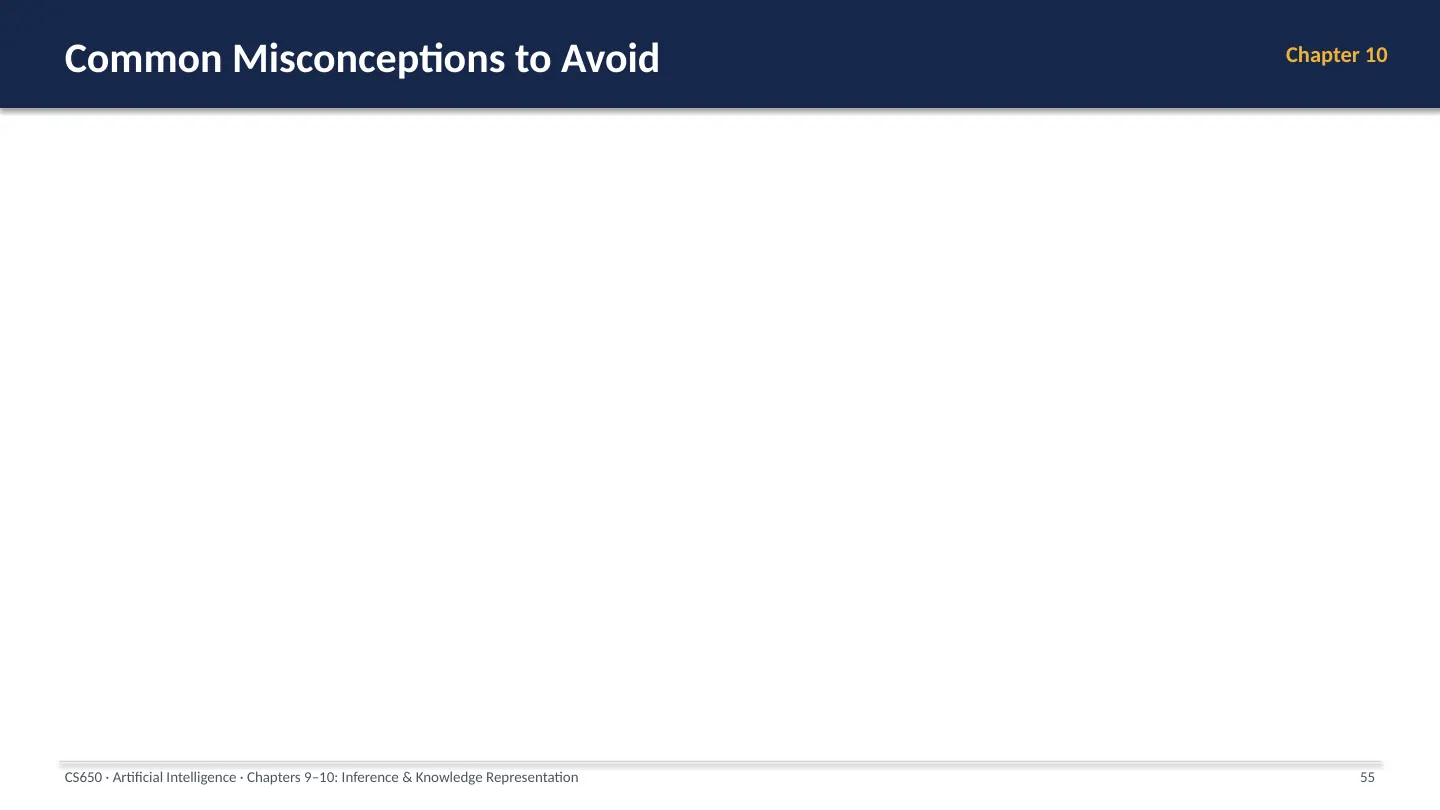 Common Misconceptions to Avoid
Chapter 10
CS650 · Artificial Intelligence · Chapters 9–10: Inference & Knowledge Representation
55